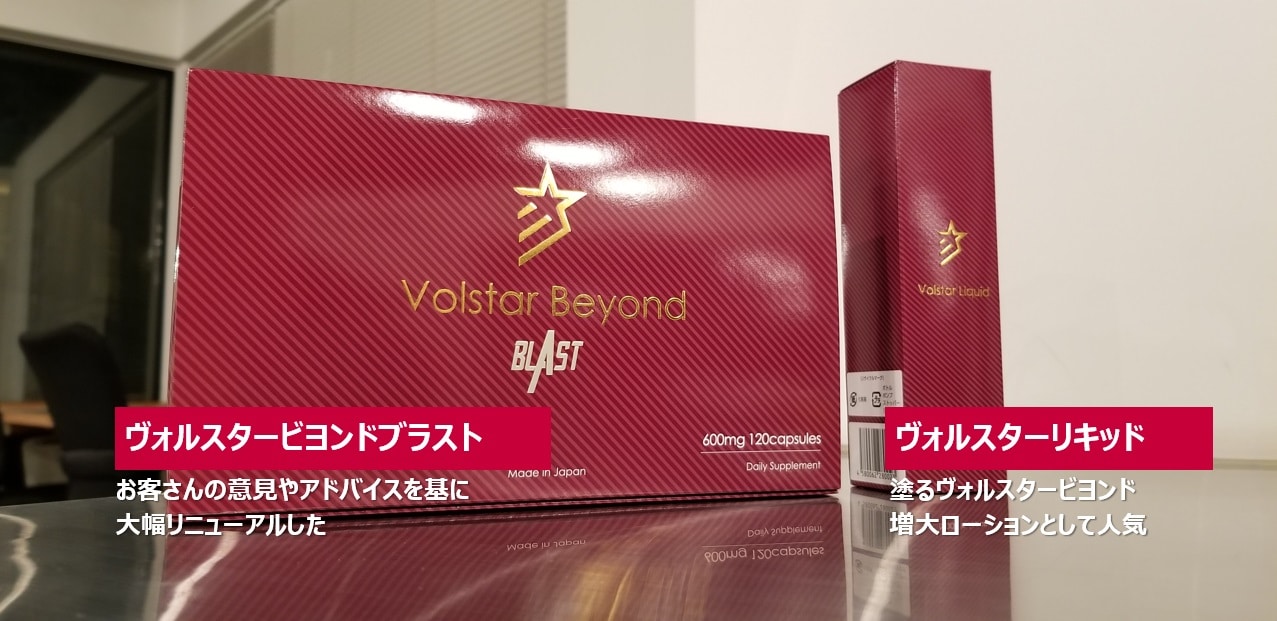 Volstar Beyond
BLAST
600mg 120capsules
Daily Supplement
Made in Japan
Volstar Liquid
ヴォルスタービヨンドブラスト
お客さんの意見やアドバイスを基に
大幅リニューアルした
ヴォルスターリキッド
塗るヴォルスタービヨンド
増大ローションとして人気